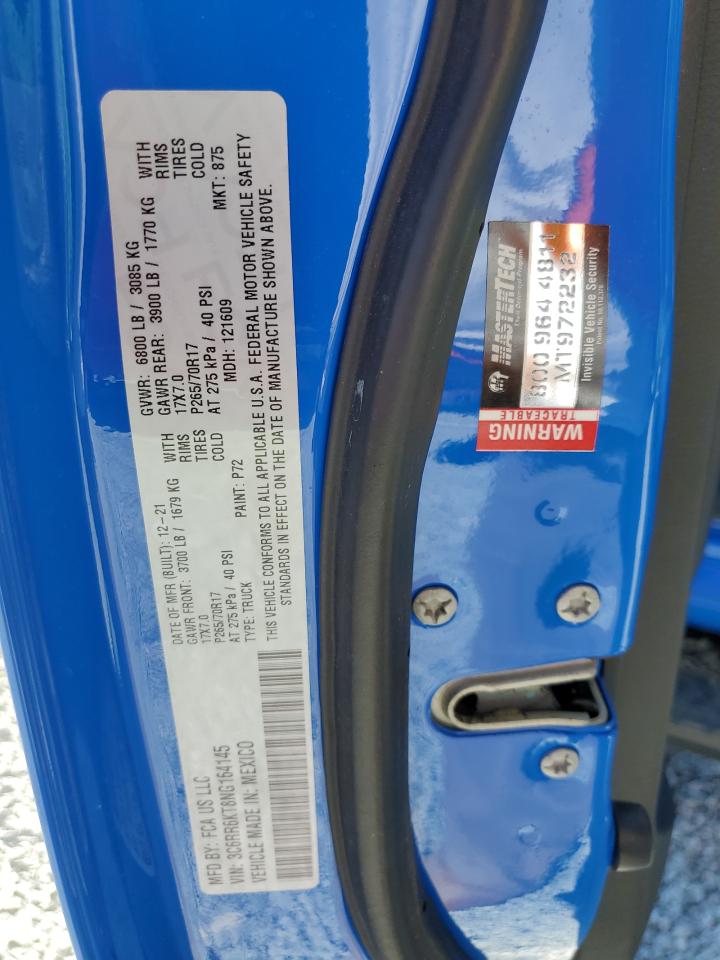 MFD BY: FCA US LLC
VIN: 3C6RR6KT8NG164145
VEHICLE MADE IN: MEXICO
DATE OF MFR (BUILT): 12-21
GAWR FRONT: 3700 LB / 1679 KG WITH
17X7.0 RIMS
P265/70R17 TIRES
AT 275 kPa / 40 PSI COLD
TYPE: TRUCK PAINT: P72
GVWR: 6800 LB / 3085 KG
GAWR REAR: 3900 LB / 1770 KG WITH
17X7.0 RIMS
P265/70R17 TIRES
AT 275 kPa / 40 PSI COLD
MDH: 121609 MKT: 875
THIS VEHICLE CONFORMS TO ALL APPLICABLE U.S.A. FEDERAL MOTOR VEHICLE SAFETY
STANDARDS IN EFFECT ON THE DATE OF MANUFACTURE SHOWN ABOVE.
WARNING
TRACEABLE
MASTERTECH
800 964 4811
MT972232
Invisible Vehicle Security